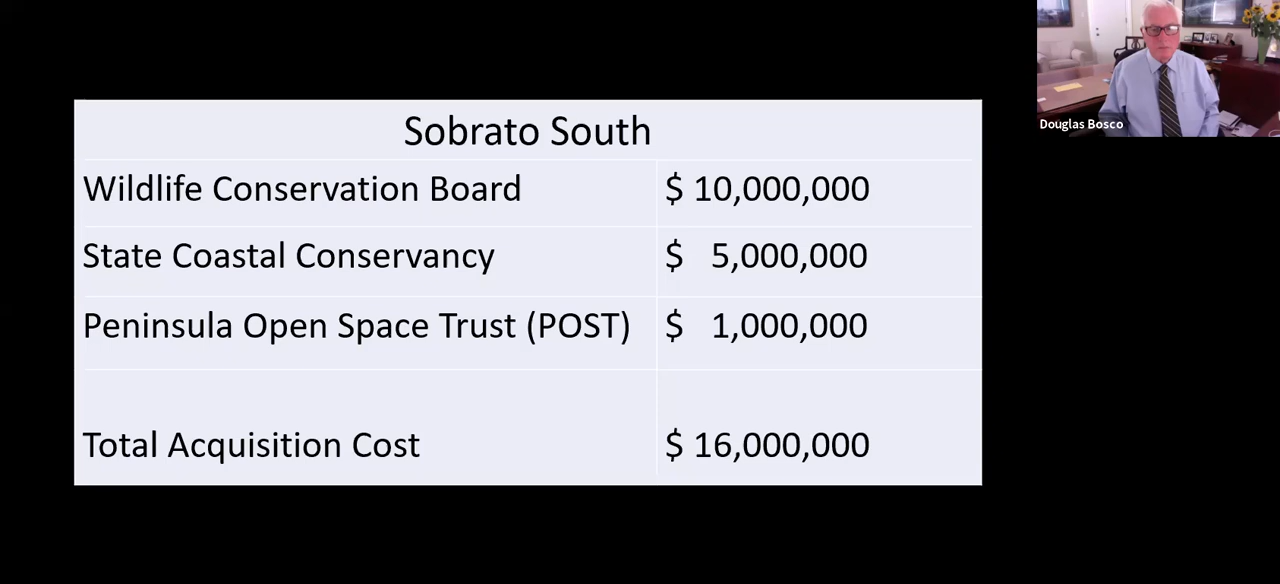 Sobrato South
Wildlife Conservation Board $ 10,000,000
State Coastal Conservancy $ 5,000,000
Peninsula Open Space Trust (POST) $ 1,000,000
Total Acquisition Cost $ 16,000,000
Douglas Bosco